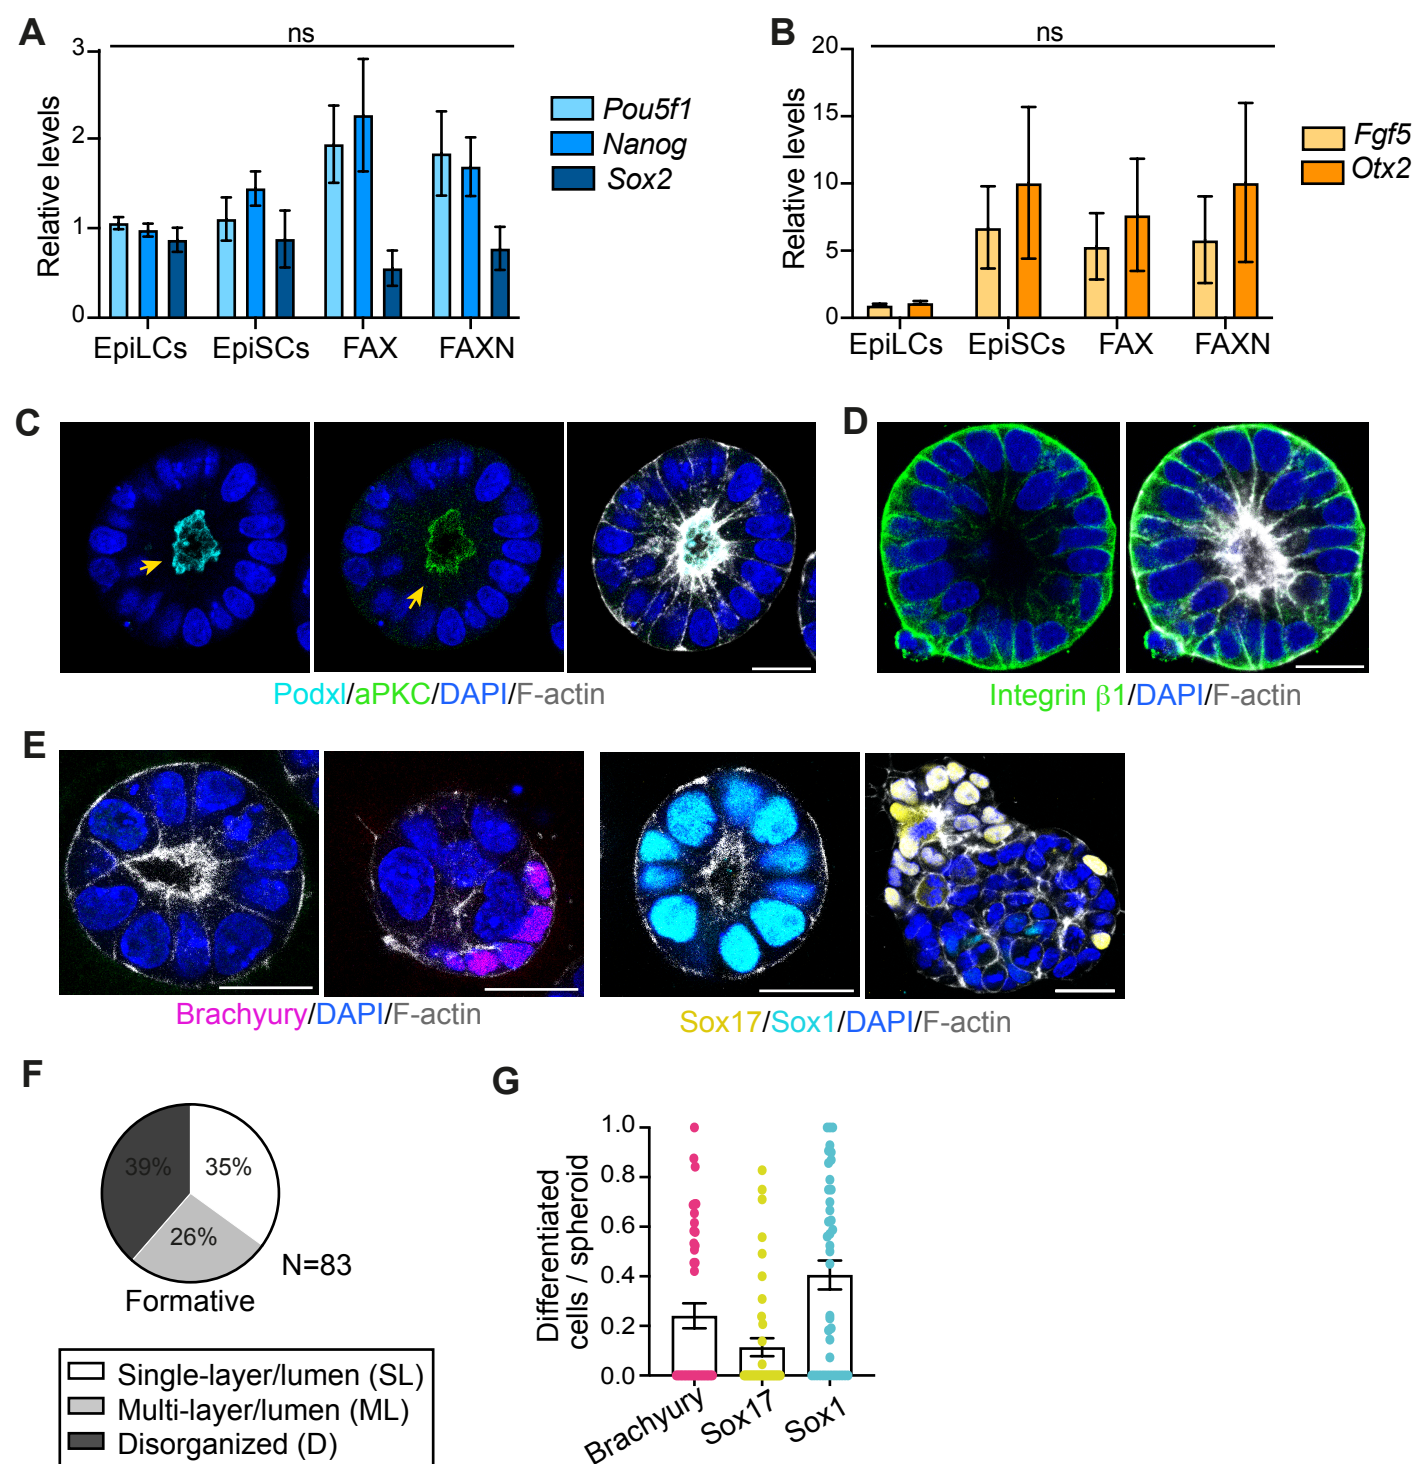 A
B
ns
ns
3
2
1
0
Relative levels
EpiLCs EpiSCs FAX FAXN
Pou5f1
Nanog
Sox2
20
15
10
5
0
Relative levels
EpiLCs EpiSCs FAX FAXN
Fgf5
Otx2
C
D
Podxl/aPKC/DAPI/F-actin
Integrin β1/DAPI/F-actin
E
Brachyury/DAPI/F-actin
Sox17/Sox1/DAPI/F-actin
F
39%
35%
26%
N=83
Formative
Single-layer/lumen (SL)
Multi-layer/lumen (ML)
Disorganized (D)
G
Differentiated
cells / spheroid
1.0
0.8
0.6
0.4
0.2
0.0
Brachyury
Sox17
Sox1